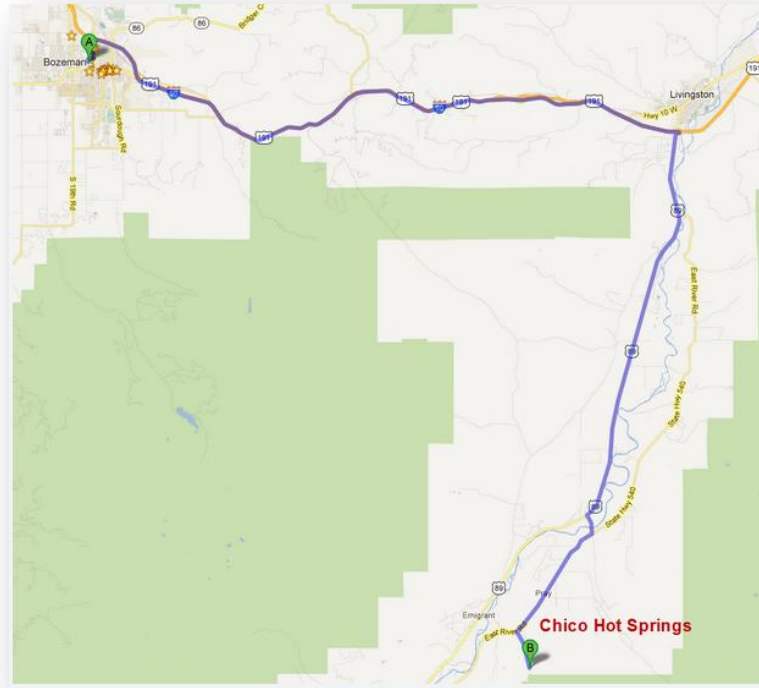 86
86
Bridger C
A
Bozeman
191
90
Sourdough Rd
S 19th Rd
191
191
191
Hwy 10 W
Livingston
191
89
East River Rd
89
State Hwy 540
89
State Hwy 540
89
Pray
Emigrant
East River Rd
Chico Hot Springs
B